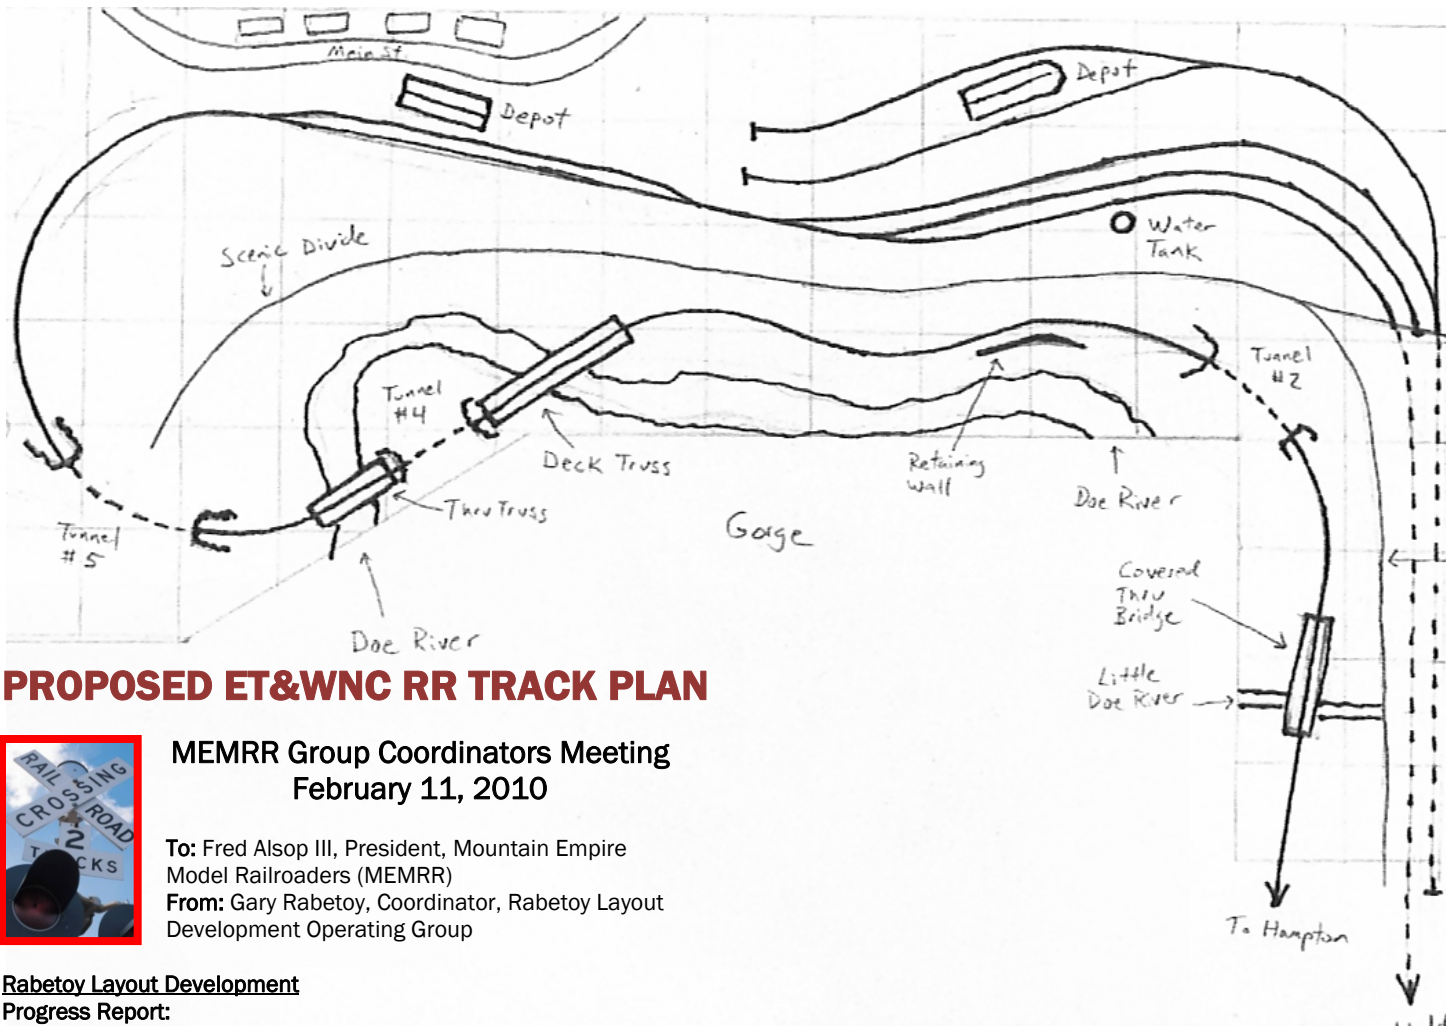 Main St.
Depot
Depot
Water
Tank
Scenic Divide
Tunnel
#4
Tunnel
#2
Deck Truss
Retaining
Wall
Doe River
Thru Truss
Gorge
Tunnel
#5
Doe River
Covered
Thru
Bridge
Little
Doe River
To Hampton
PROPOSED ET&WNC RR TRACK PLAN
MEMRR Group Coordinators Meeting
February 11, 2010
RAIL ROAD
CROSSING
2
To: Fred Alsop III, President, Mountain Empire
Model Railroaders (MEMRR)
From: Gary Rabetoy, Coordinator, Rabetoy Layout
Development Operating Group
Rabetoy Layout Development
Progress Report: